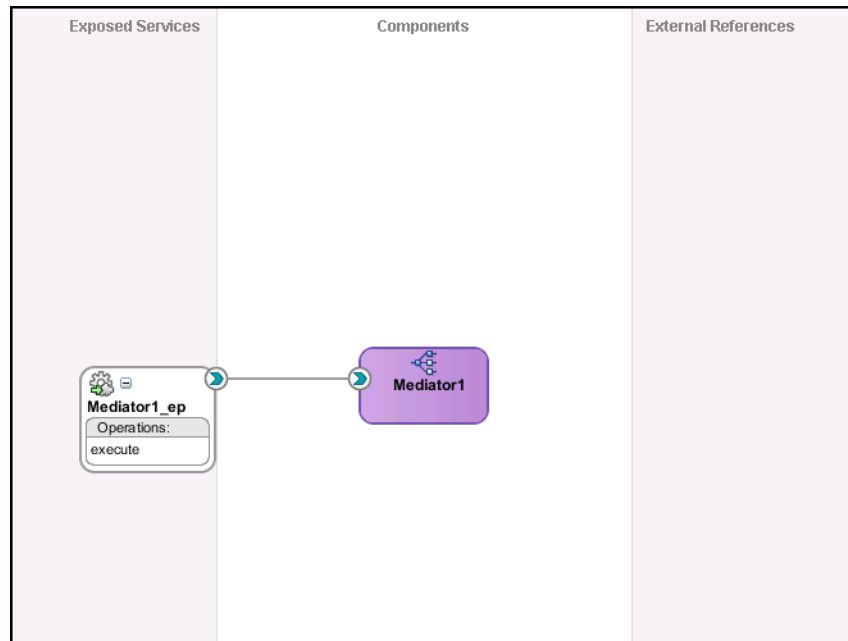 Exposed Services
Components
External References
Mediator1
Mediator1_ep
Operations:
execute